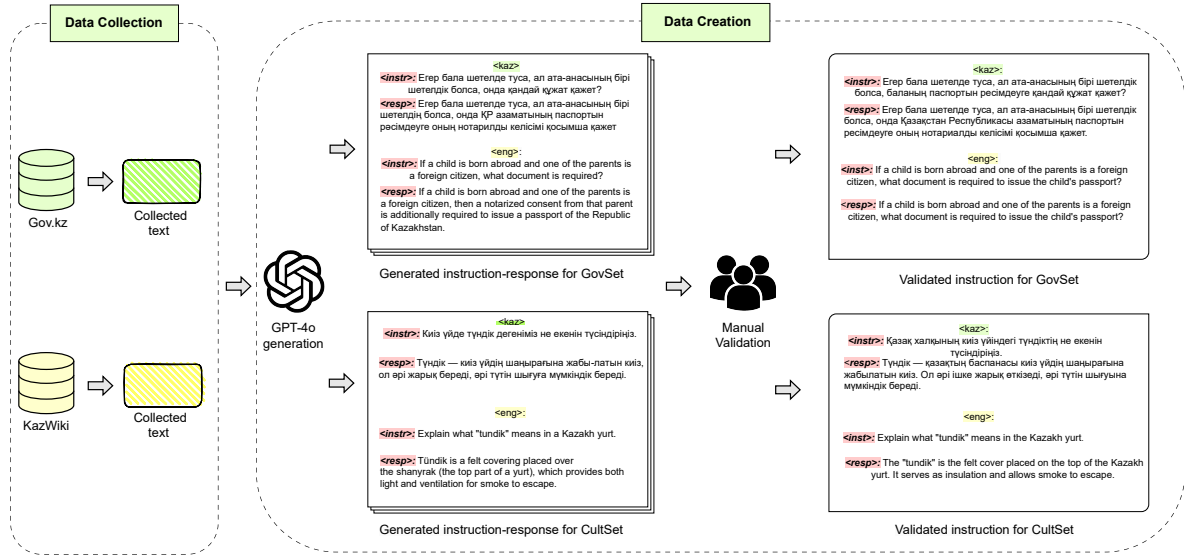 Data Collection
Data Creation
Gov.kz
Collected
text
KazWiki
Collected
text
GPT-4o
generation
<kaz>
<instr>: Егер бала шетелде туса, ал ата-анасының бірі
шетелдік болса, онда қандай құжат қажет?
<resp>: Егер бала шетелде туса, ал ата-анасының бірі
шетелдің болса, онда ҚР азаматының паспортын
рәсімдеуге оның нотарилды келісімі қосымша қажет
<eng>:
<instr>: If a child is born abroad and one of the parents is
a foreign citizen, what document is required?
<resp>: If a child is born abroad and one of the parents is
a foreign citizen, then a notarized consent from that parent
is additionally required to issue a passport of the Republic
of Kazakhstan.
Generated instruction-response for GovSet
<kaz>
<instr>: Киіз үйде түндік дегеніміз не екенін түсіндіріңіз.
<resp>: Түндік — киіз үйдің шаңырағына жабы-латын киіз,
ол әрі жарық береді, әрі түтін шығуға мүмкіндік береді.
<eng>:
<instr>: Explain what "tundik" means in a Kazakh yurt.
<resp>: Tündik is a felt covering placed over
the shanyrak (the top part of a yurt), which provides both
light and ventilation for smoke to escape.
Generated instruction-response for CultSet
Manual
Validation
<kaz>:
<instr>: Егер бала шетелде туса, ал ата-анасының бірі шетелдік
болса, баланың паспортын ресімдеуге қандай құжат қажет?
<resp>: Егер бала шетелде туса, ал ата-анасының бірі шетелдік
болса, онда Қазақстан Республикасы азаматының паспортын
ресімдеуге оның нотариалды келісімі қосымша қажет.
<eng>:
<inst>: If a child is born abroad and one of the parents is a foreign
citizen, what document is required to issue the child's passport?
<resp>: If a child is born abroad and one of the parents is a foreign
citizen, what document is required to issue the child's passport?
Validated instruction for GovSet
<kaz>:
<instr>: Қазақ халқының киіз үйіндегі түндіктің не екенін
түсіндіріңіз.
<resp>: Түндік — қазақтың баспанасы киіз үйдің шаңырағына
жабылатын киіз. Ол әрі ішке жарық өткізеді, әрі түтін шығуына
мүмкіндік береді.
<eng>:
<inst>: Explain what "tundik" means in the Kazakh yurt.
<resp>: The "tundik" is the felt cover placed on the top of the Kazakh
yurt. It serves as insulation and allows smoke to escape.
Validated instruction for CultSet